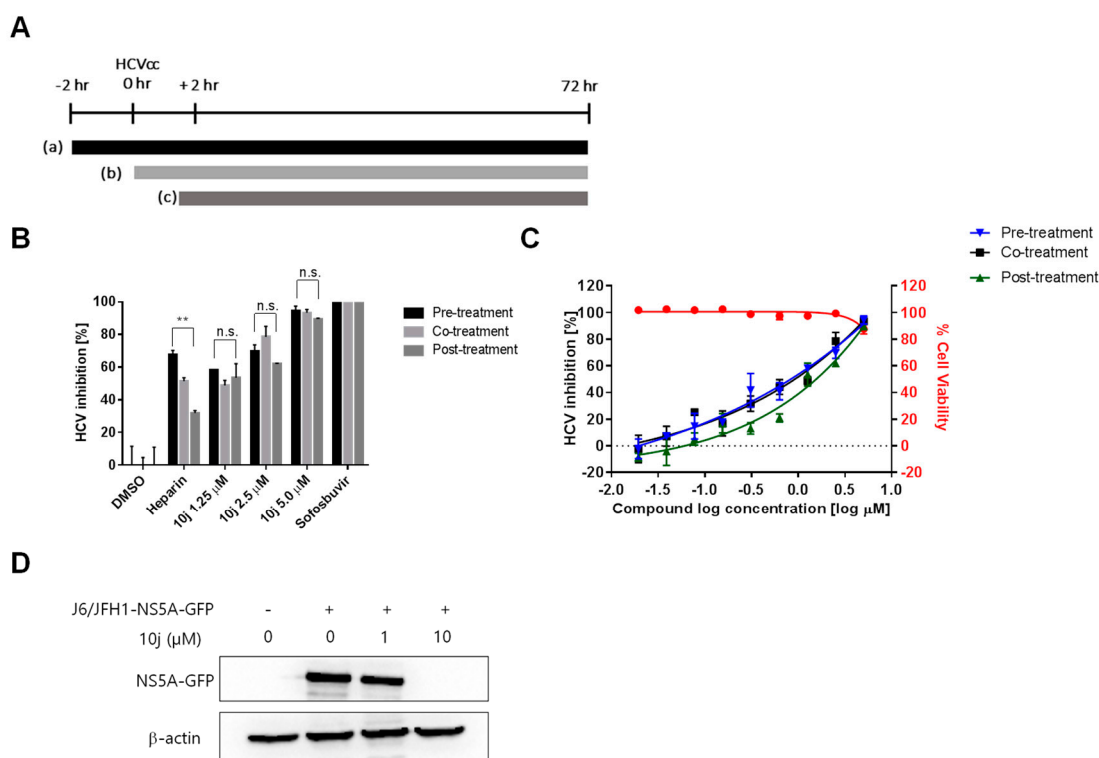 A
HCVcc
-2 hr 0 hr +2 hr 72 hr
(a)
(b)
(c)
B
HCV inhibition [%]
100
80
60
40
20
0
** n.s. n.s. n.s.
DMSO
Heparin
10j 1.25 μM
10j 2.5 μM
10j 5.0 μM
Sofosbuvir
Pre-treatment
Co-treatment
Post-treatment
C
Pre-treatment
Co-treatment
Post-treatment
HCV inhibition [%]
120
100
80
60
40
20
0
-20
-2.0 -1.5 -1.0 -0.5 0.0 0.5 1.0
Compound log concentration [log μM]
120
100
80
60
40
20
0
-20
% Cell Viability
D
J6/JFH1-NS5A-GFP - + + +
10j (μM) 0 0 1 10
NS5A-GFP
β-actin